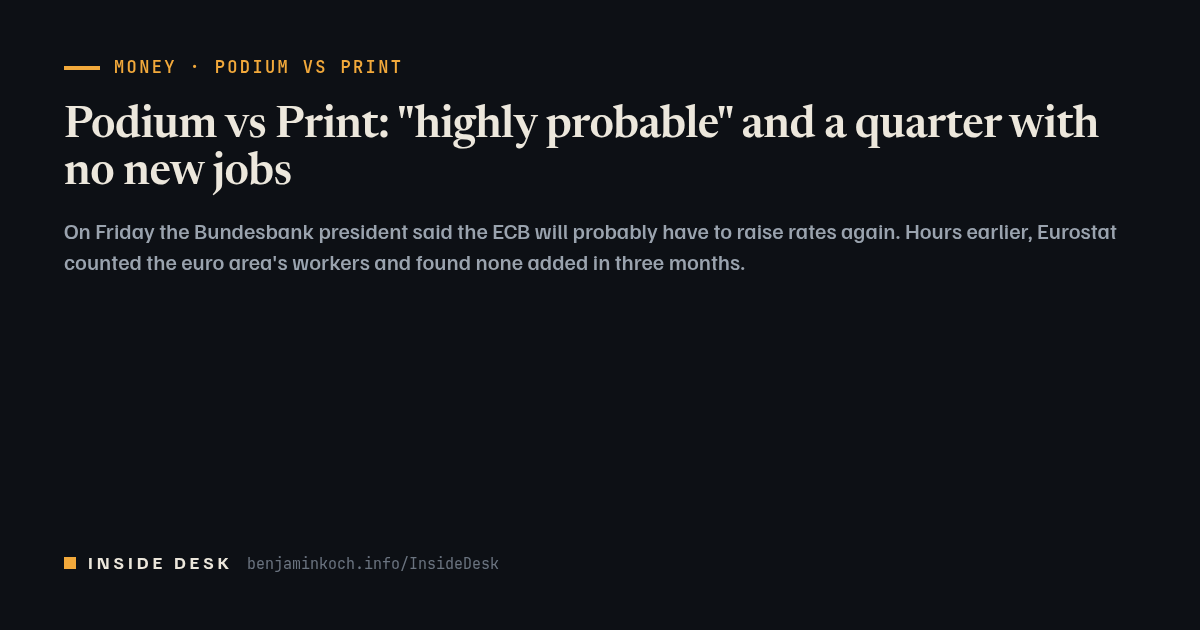 MONEY · PODIUM VS PRINT
Podium vs Print: "highly probable" and a quarter with
no new jobs
On Friday the Bundesbank president said the ECB will probably have to raise rates again. Hours earlier, Eurostat
counted the euro area's workers and found none added in three months.
INSIDE DESK benjaminkoch.info/InsideDesk